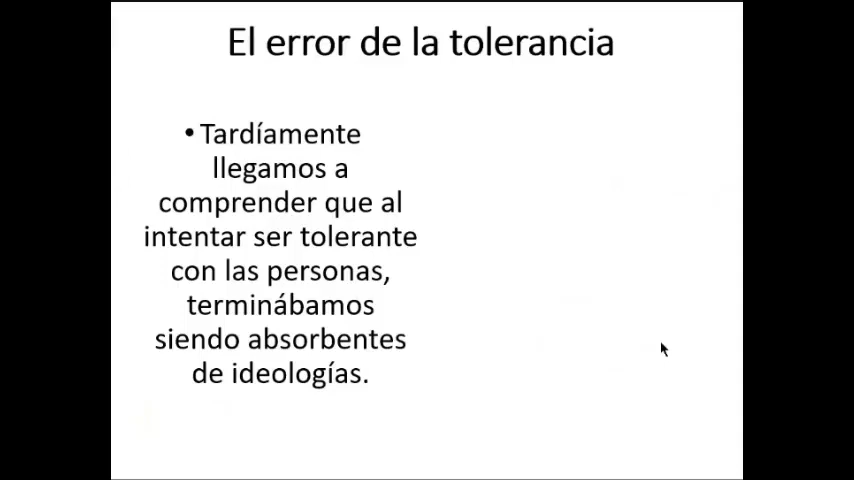 El error de la tolerancia
• Tardíamente
llegamos a
comprender que al
intentar ser tolerante
con las personas,
terminábamos
siendo absorbentes
de ideologías.